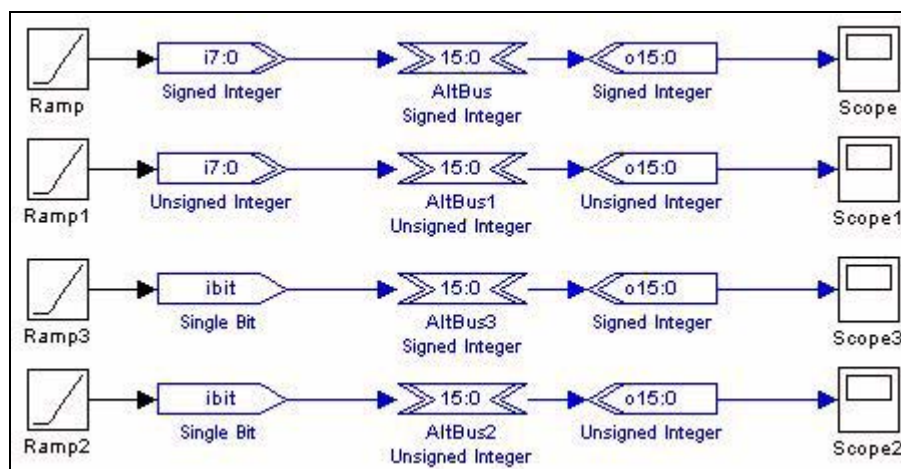 i7:0 15:0 o15:0
Ramp Signed Integer AltBus Signed Integer Scope
Signed Integer
i7:0 15:0 o15:0
Ramp1 Unsigned Integer AltBus1 Unsigned Integer Scope1
Unsigned Integer
ibit 15:0 o15:0
Ramp3 Single Bit AltBus3 Signed Integer Scope3
Signed Integer
ibit 15:0 o15:0
Ramp2 Single Bit AltBus2 Unsigned Integer Scope2
Unsigned Integer